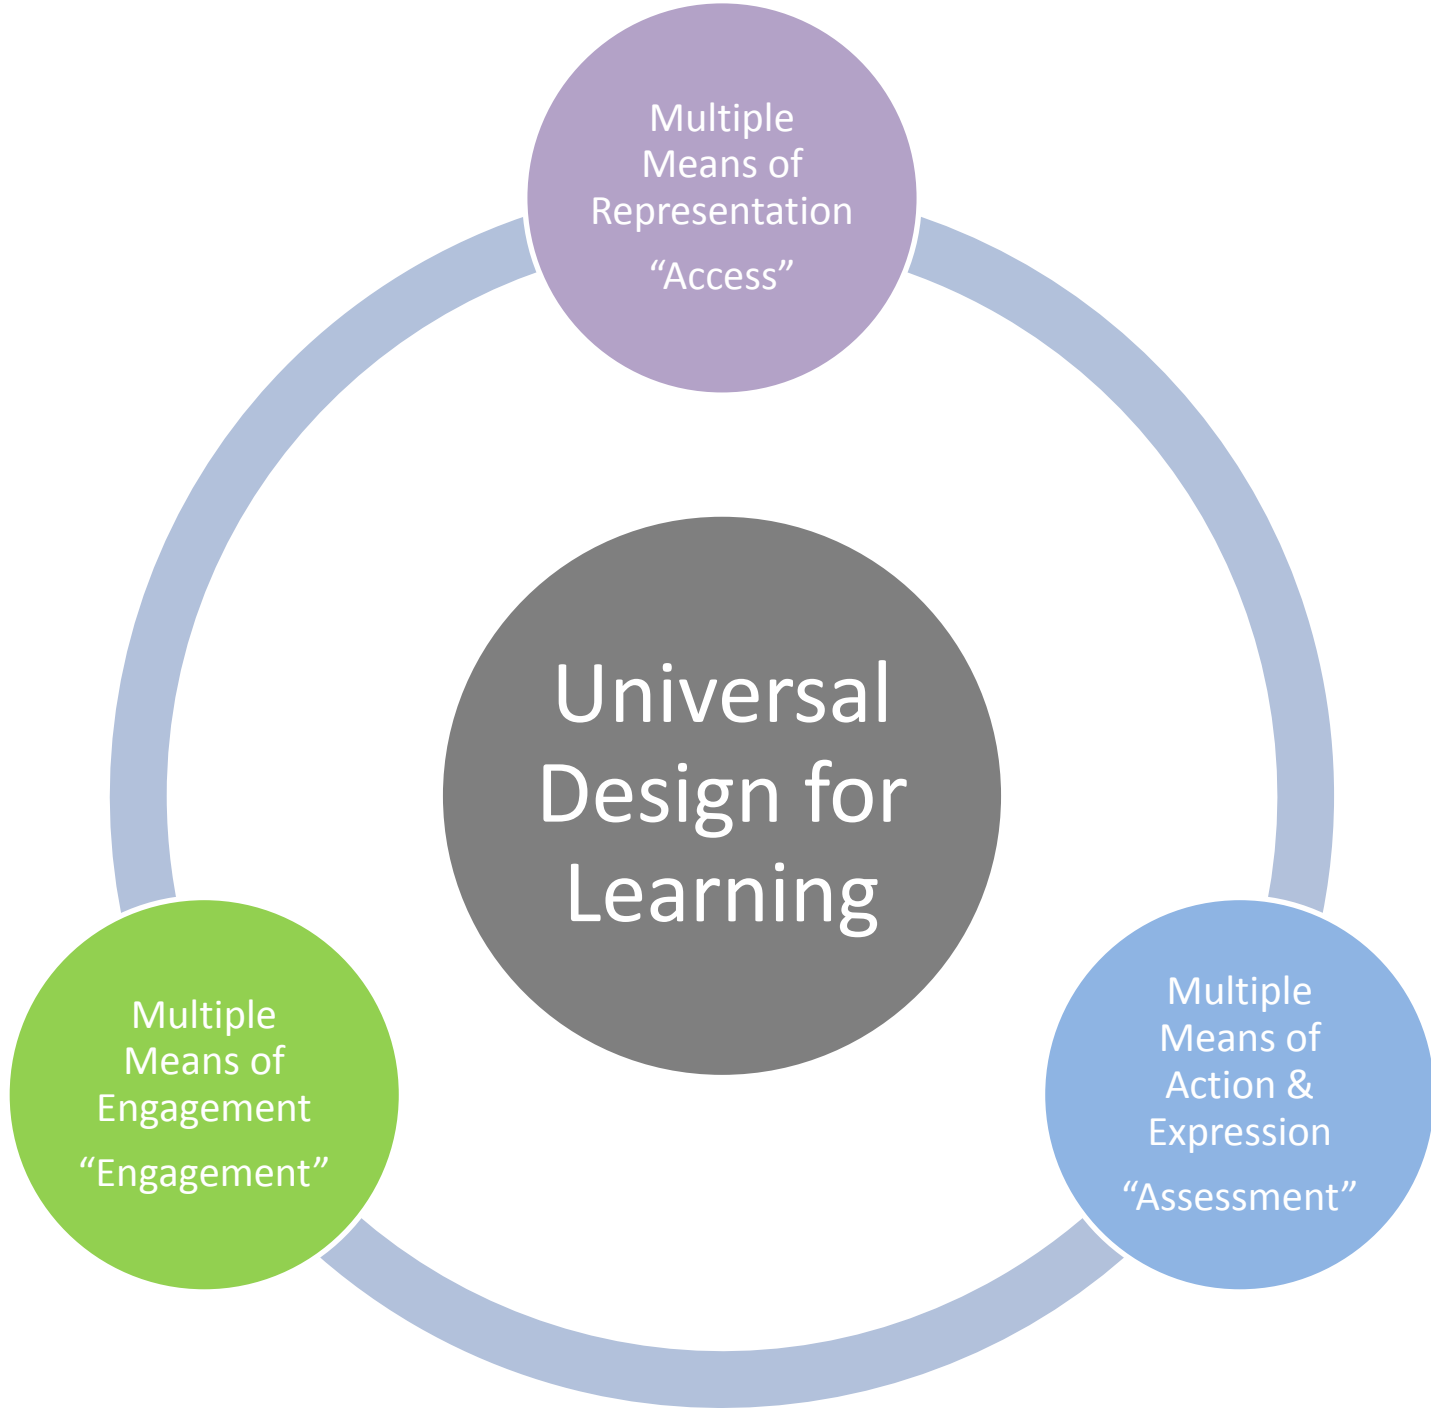 Multiple
Means of
Representation
“Access”
Universal
Design for
Learning
Multiple
Means of
Engagement
“Engagement”
Multiple
Means of
Action &
Expression
“Assessment”